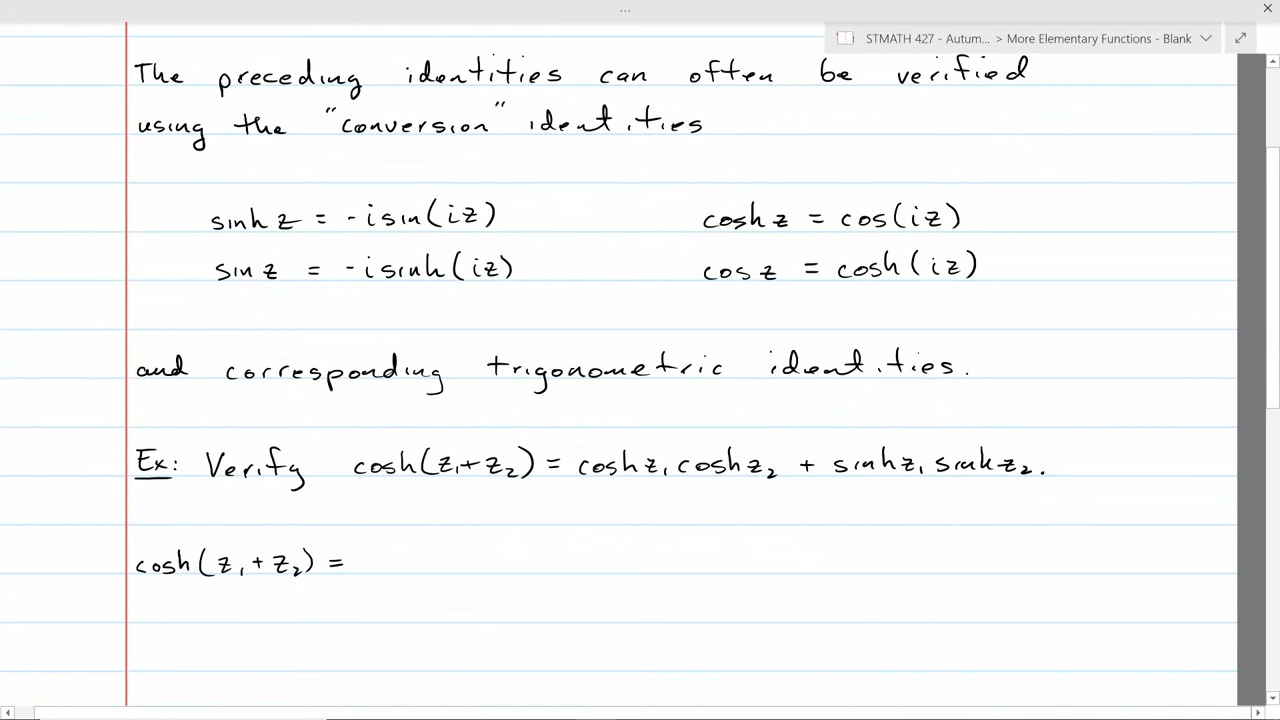 ...
STMATH 427 - Autum... > More Elementary Functions - Blank
The preceding identities can often be verified
using the "conversion" identities
sinh z = -i sin(iz) cosh z = cos(iz)
sin z = -i sinh(iz) cos z = cosh(iz)
and corresponding trigonometric identities.
Ex: Verify cosh(z₁+z₂) = cosh z₁ cosh z₂ + sinh z₁ sinh z₂.
cosh(z₁+z₂) =